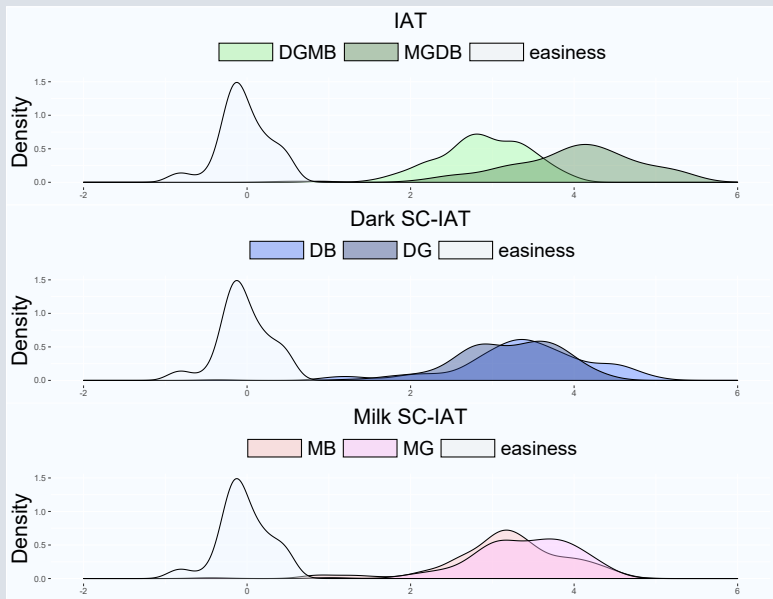 IAT
DGMB MGDB easiness
Density
1.5
1.0
0.5
0.0
-2 0 2 4 6
Dark SC-IAT
DB DG easiness
Density
1.5
1.0
0.5
0.0
-2 0 2 4 6
Milk SC-IAT
MB MG easiness
Density
1.5
1.0
0.5
0.0
-2 0 2 4 6